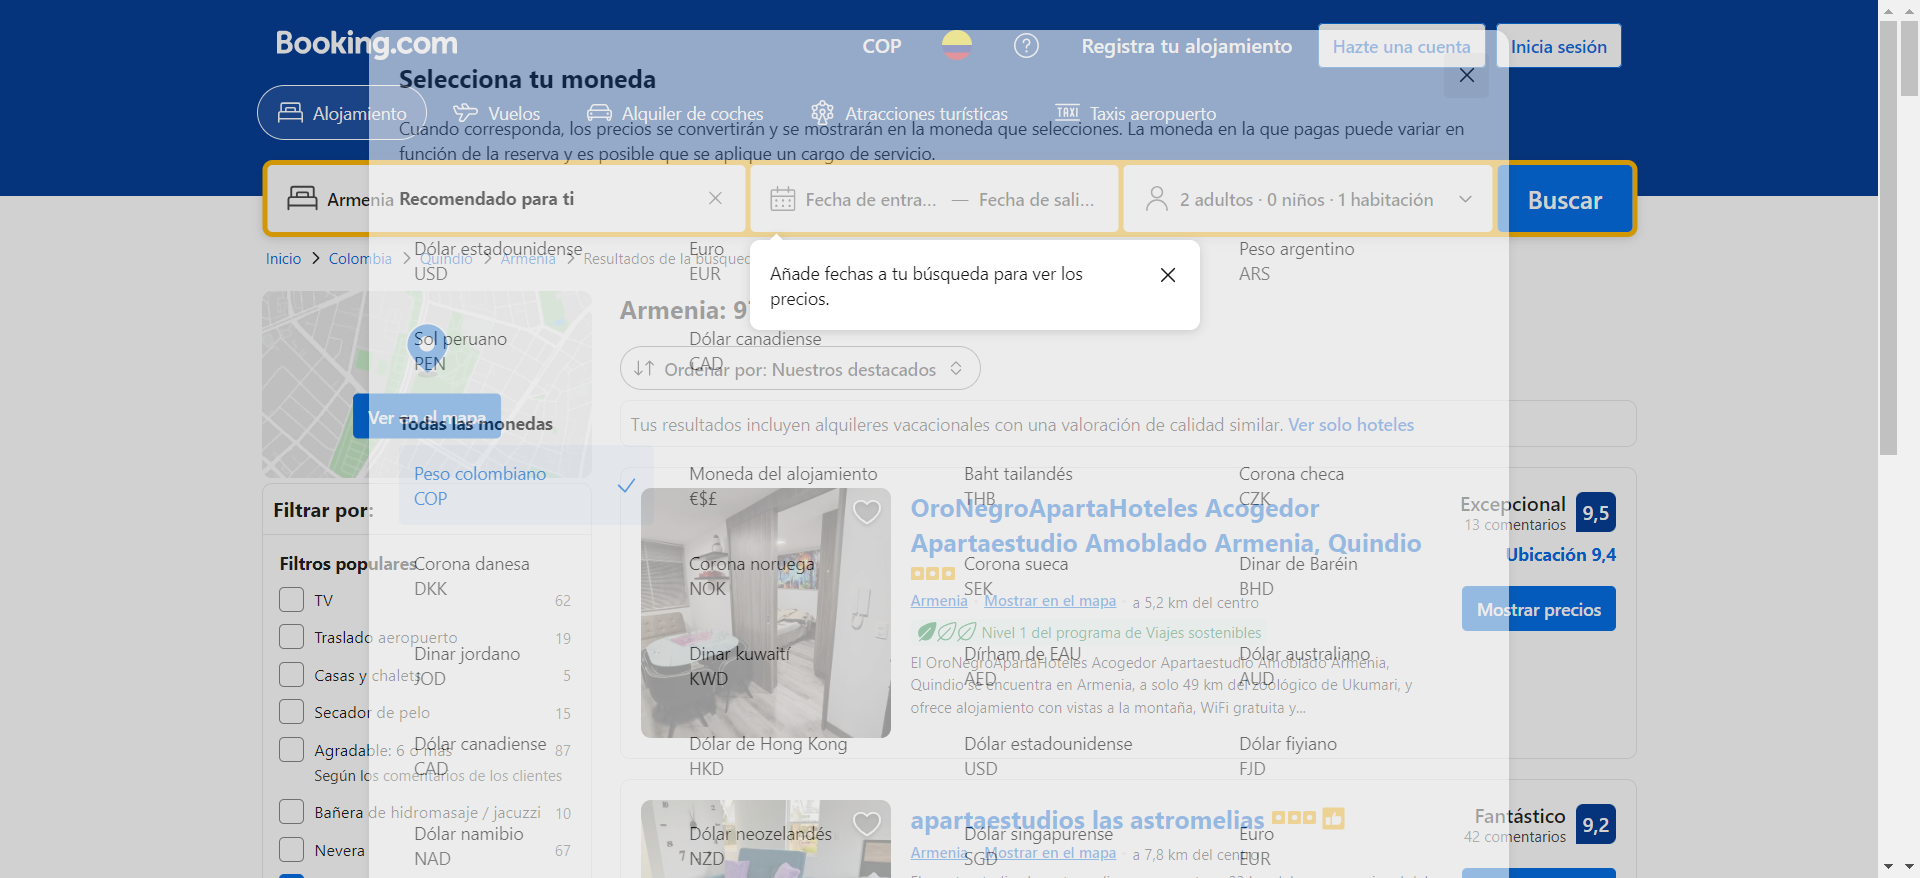 Booking.com
COP
Registra tu alojamiento
Hazte una cuenta
Inicia sesión
Selecciona tu moneda
Alojamiento
Vuelos
Alquiler de coches
Atracciones turísticas
TAXI
Taxis aeropuerto
Cuando corresponda, los precios se convertirán y se mostrarán en la moneda que selecciones. La moneda en la que pagas puede variar en
función de la reserva y es posible que se aplique un cargo de servicio.
Armenia
Recomendado para ti
Fecha de entra... — Fecha de sali...
2 adultos · 0 niños · 1 habitación
Buscar
Inicio
Colombia
Quindío
Armenia
Resultados de la búsqued
Dólar estadounidense
USD
Euro
EUR
Peso argentino
ARS
Añade fechas a tu búsqueda para ver los
precios.
Armenia: 97
Sol peruano
PEN
Dólar canadiense
CAD
Ordenar por: Nuestros destacados
Ver en el mapa
Todas las monedas
Tus resultados incluyen alquileres vacacionales con una valoración de calidad similar. Ver solo hoteles
Peso colombiano
COP
Moneda del alojamiento
€$£
Baht tailandés
THB
Corona checa
CZK
Filtrar por:
OroNegroApartaHoteles Acogedor
Apartaestudio Amoblado Armenia, Quindio
Excepcional
13 comentarios
9,5
Ubicación 9,4
Filtros populares
Corona danesa
DKK
Corona noruega
NOK
Corona sueca
SEK
Dinar de Baréin
BHD
TV
62
Armenia
Mostrar en el mapa
a 5,2 km del centro
Mostrar precios
Nivel 1 del programa de Viajes sostenibles
Traslado aeropuerto
19
Dinar jordano
JOD
Dinar kuwaití
KWD
Dírham de EAU
AED
Dólar australiano
AUD
El OroNegroApartaHoteles Acogedor Apartaestudio Amoblado Armenia,
Quindio se encuentra en Armenia, a solo 49 km del zoológico de Ukumari, y
ofrece alojamiento con vistas a la montaña, WiFi gratuita y...
Casas y chalets
5
Secador de pelo
15
Agradable: 6 o más
87
Según los comentarios de los clientes
Dólar canadiense
CAD
Dólar de Hong Kong
HKD
Dólar estadounidense
USD
Dólar fiyiano
FJD
Bañera de hidromasaje / jacuzzi
10
apartaestudios las astromelias
Fantástico
42 comentarios
9,2
Dólar namibio
NAD
Dólar neozelandés
NZD
Dólar singapurense
SGD
Euro
EUR
Nevera
67
Armenia
Mostrar en el mapa
a 7,8 km del centro